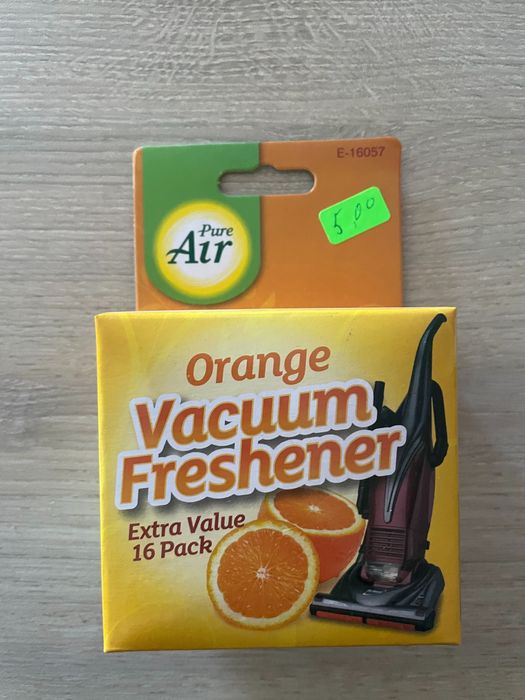 E-16057
Pure
Air
5,00
Orange
Vacuum
Freshener
Extra Value
16 Pack